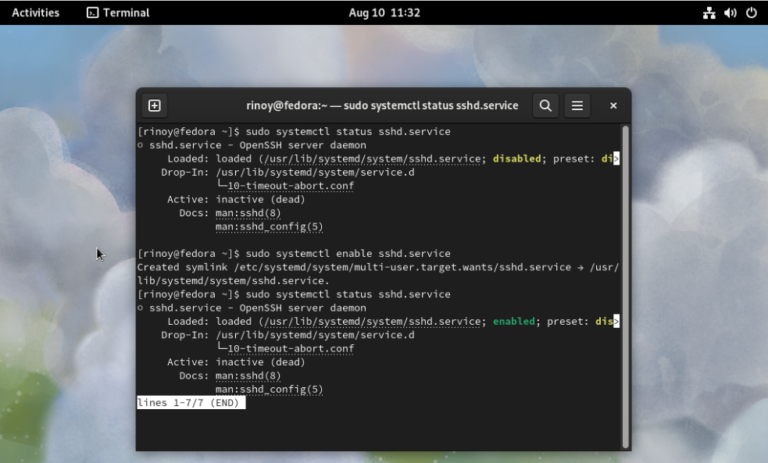 Activities Terminal Aug 10 11:32
rinoy@fedora:~ — sudo systemctl status sshd.service
[rinoy@fedora ~]$ sudo systemctl status sshd.service
○ sshd.service - OpenSSH server daemon
Loaded: loaded (/usr/lib/systemd/system/sshd.service; disabled; preset: di>
Drop-In: /usr/lib/systemd/system/service.d
└─10-timeout-abort.conf
Active: inactive (dead)
Docs: man:sshd(8)
man:sshd_config(5)
[rinoy@fedora ~]$ sudo systemctl enable sshd.service
Created symlink /etc/systemd/system/multi-user.target.wants/sshd.service → /usr/
lib/systemd/system/sshd.service.
[rinoy@fedora ~]$ sudo systemctl status sshd.service
○ sshd.service - OpenSSH server daemon
Loaded: loaded (/usr/lib/systemd/system/sshd.service; enabled; preset: dis>
Drop-In: /usr/lib/systemd/system/service.d
└─10-timeout-abort.conf
Active: inactive (dead)
Docs: man:sshd(8)
man:sshd_config(5)
lines 1-7/7 (END)